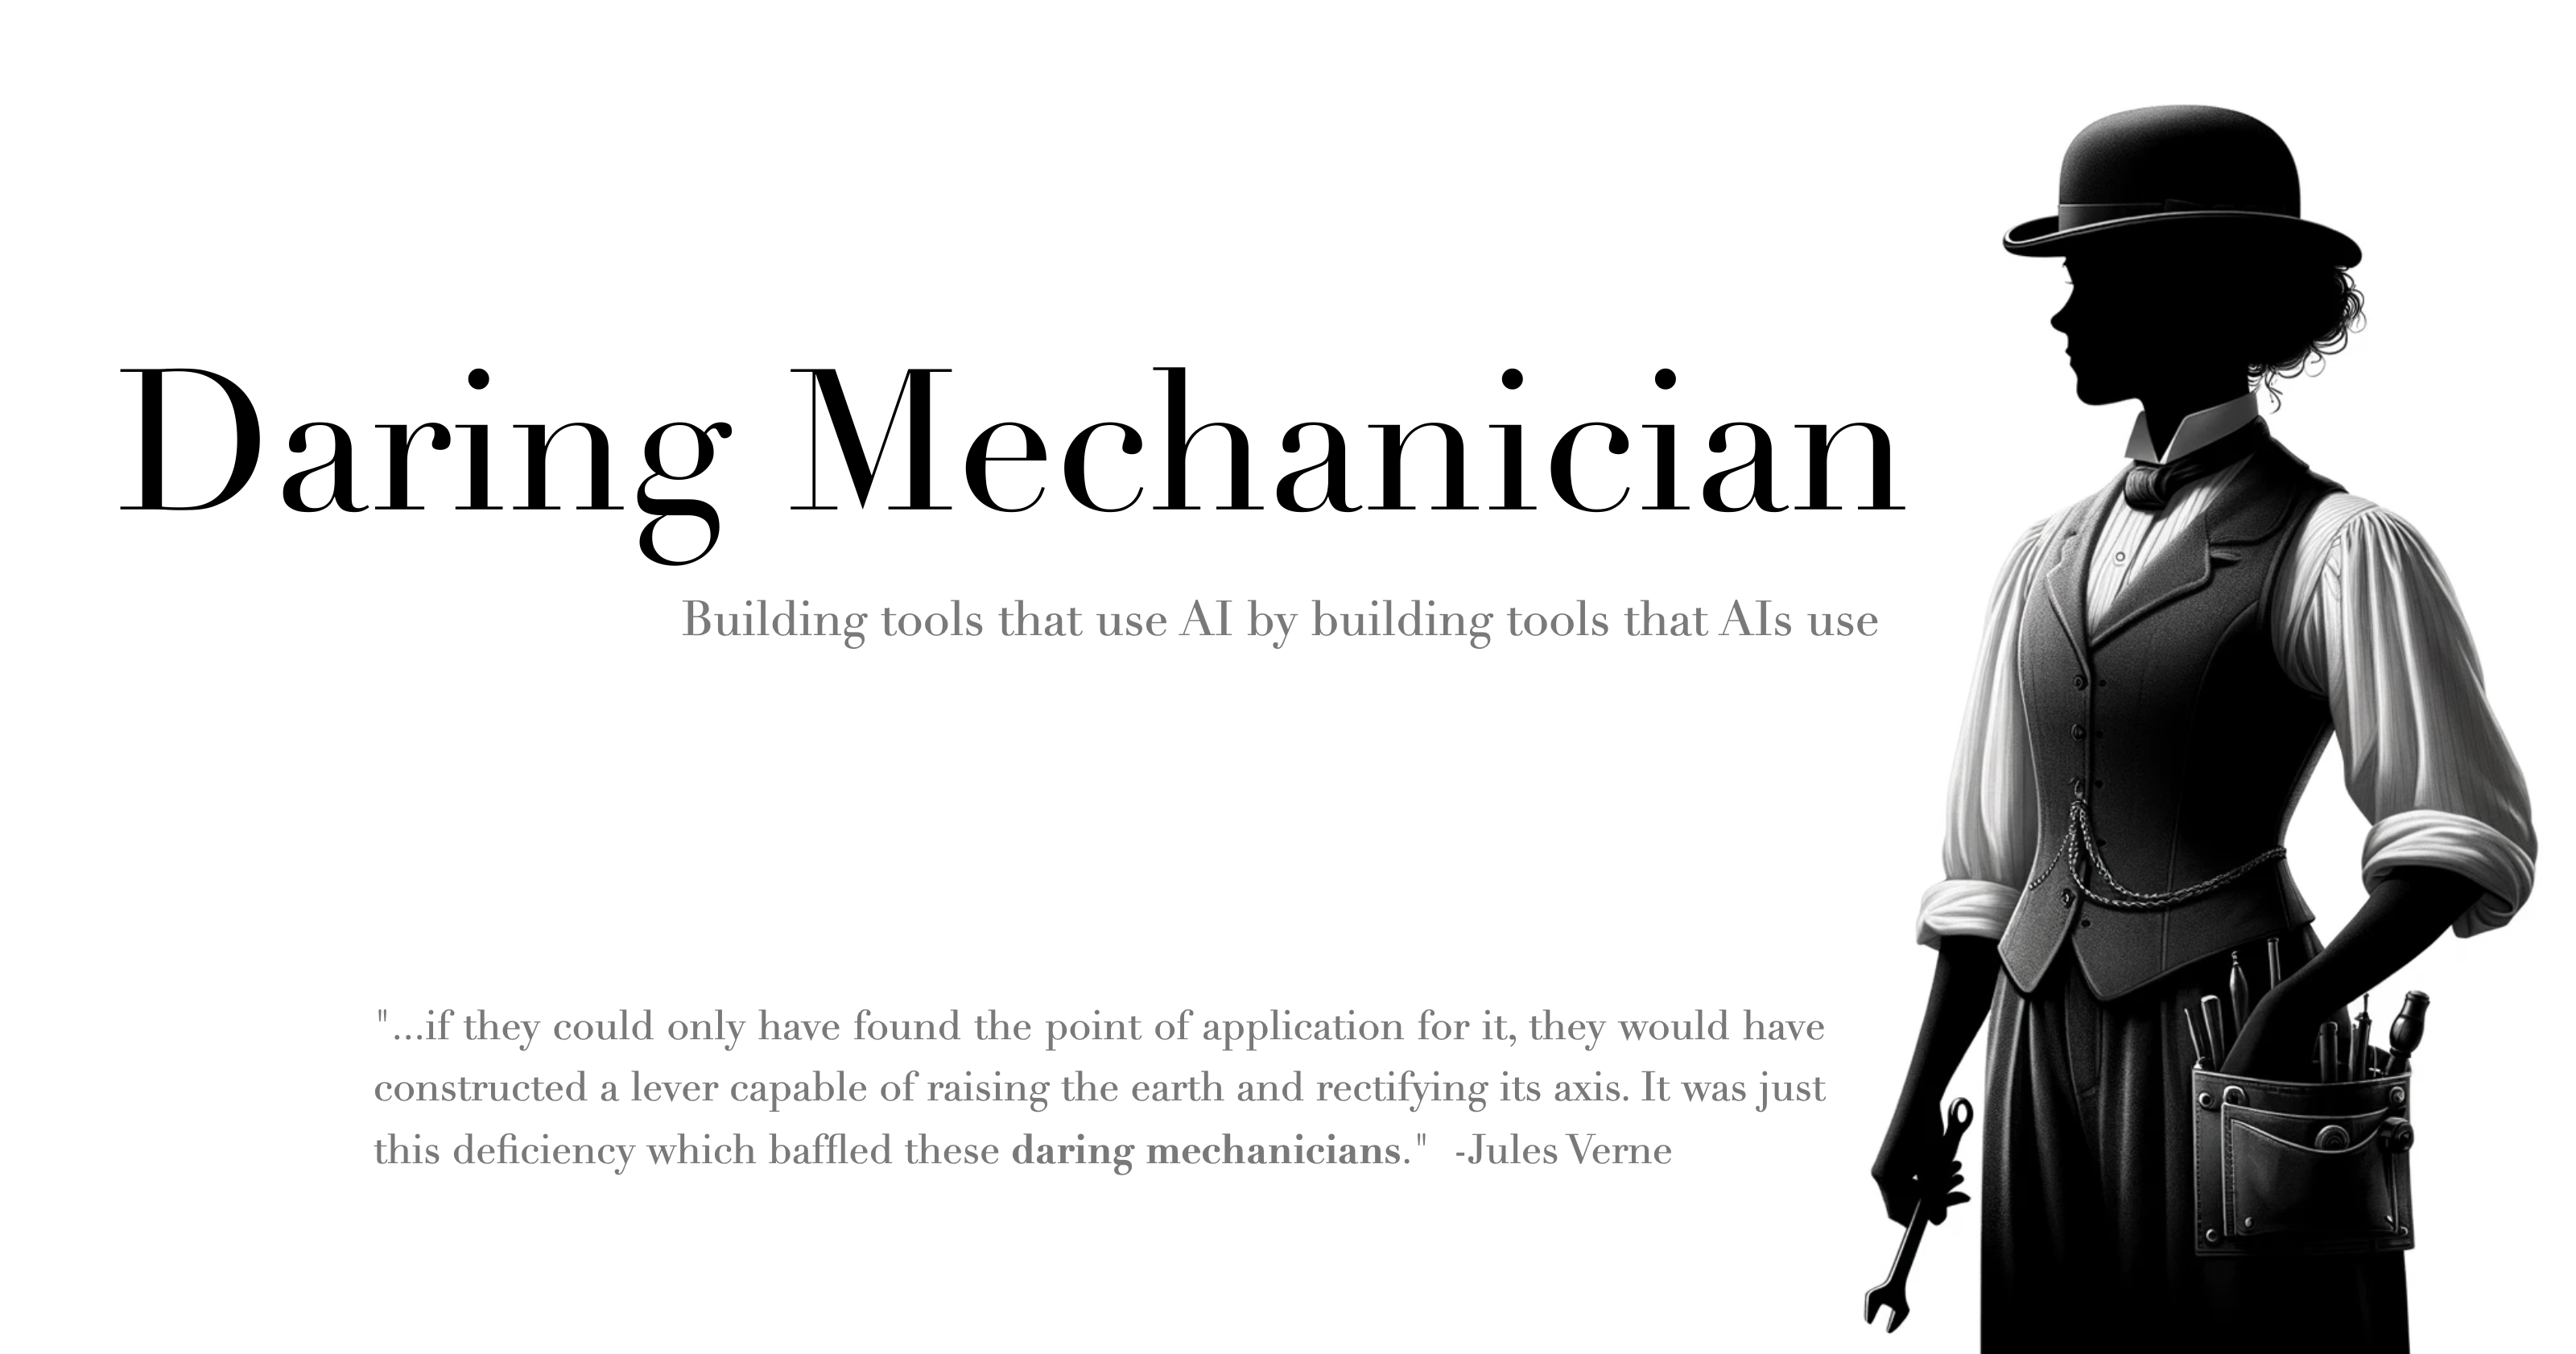 Daring Mechanician
Building tools that use AI by building tools that AIs use
"...if they could only have found the point of application for it, they would have
constructed a lever capable of raising the earth and rectifying its axis. It was just
this deficiency which baffled these daring mechanicians."  -Jules Verne